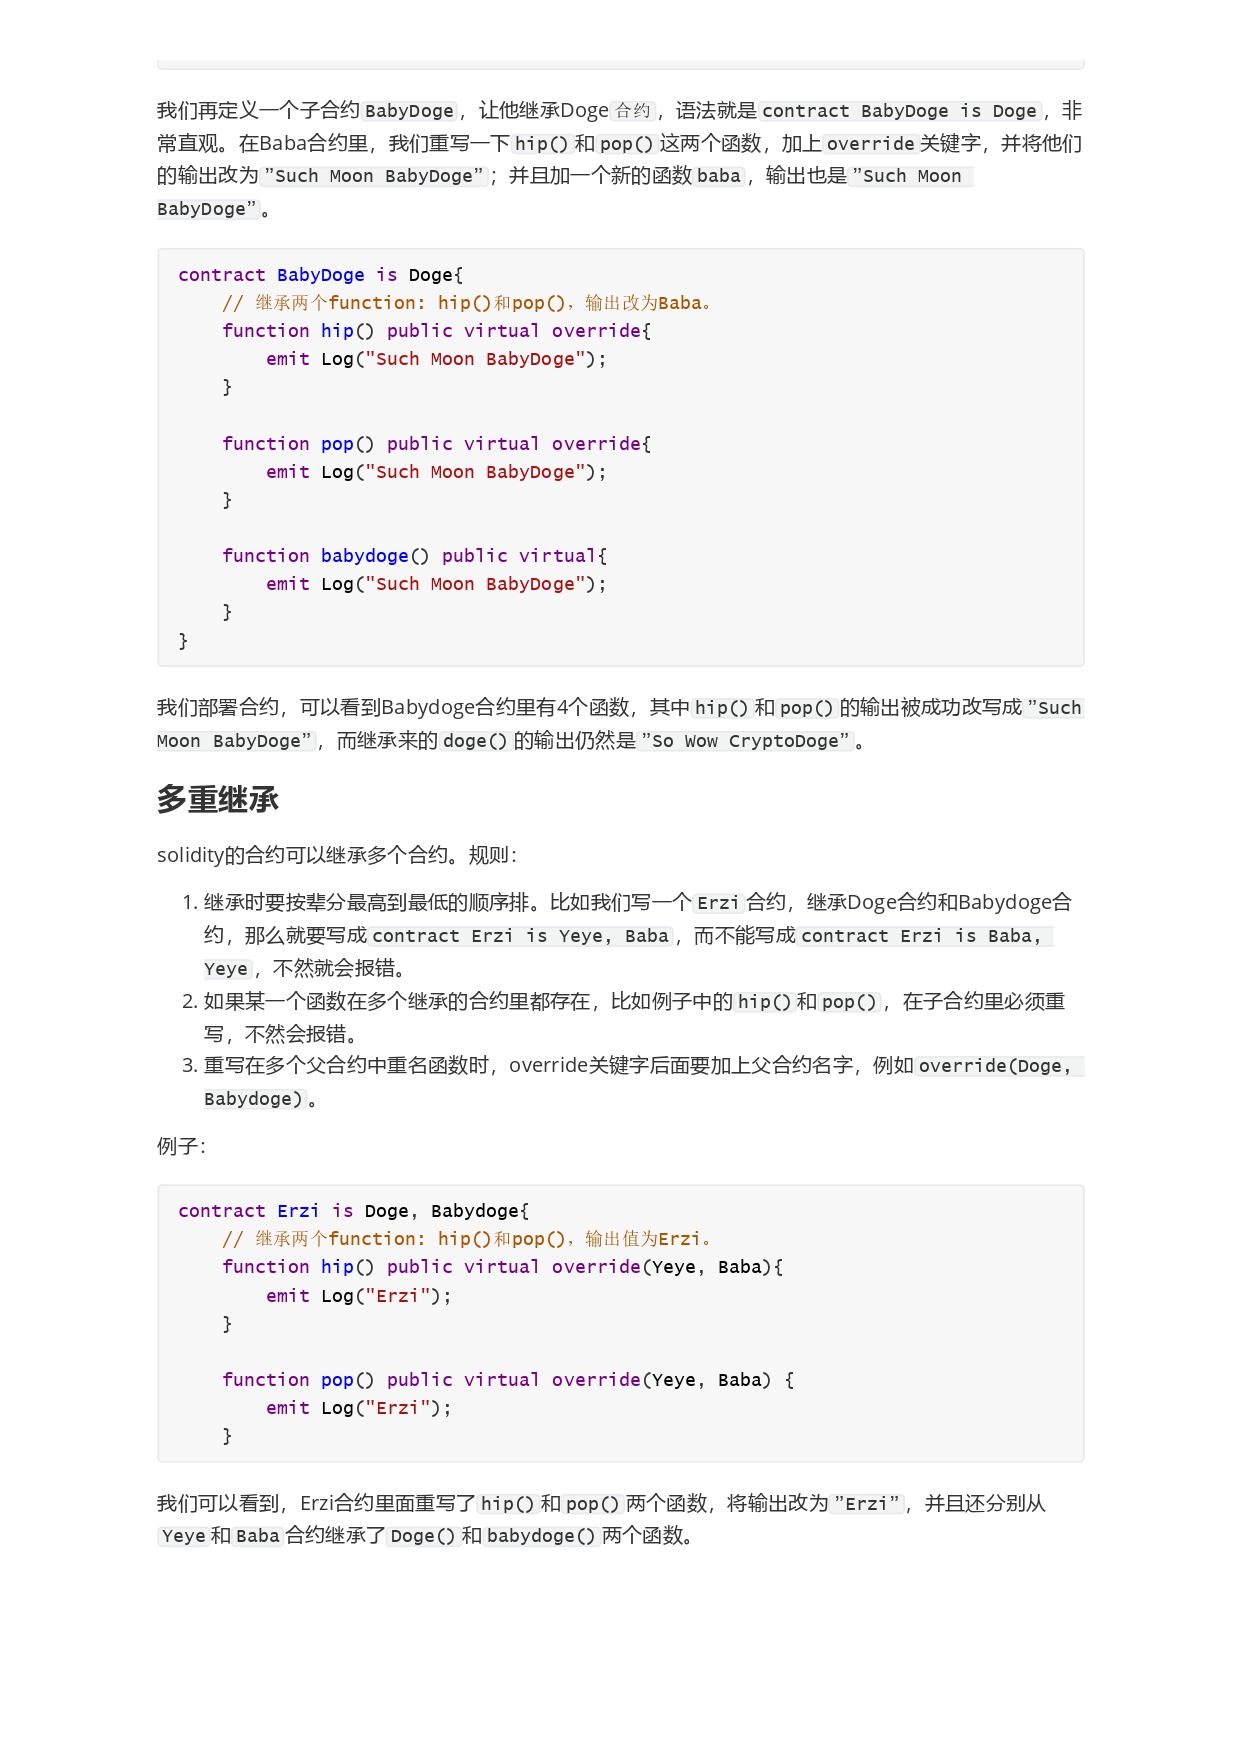 我们再定义一个子合约BabyDoge，让他继承Doge合约，语法就是contract BabyDoge is Doge，非
常直观。在Baba合约里，我们重写一下hip()和pop()这两个函数，加上override关键字，并将他们
的输出改为”Such Moon BabyDoge”；并且加一个新的函数baba，输出也是”Such Moon
BabyDoge”。
contract BabyDoge is Doge{
    // 继承两个function: hip()和pop()，输出改为Baba。
    function hip() public virtual override{
        emit Log("Such Moon BabyDoge");
    }
    function pop() public virtual override{
        emit Log("Such Moon BabyDoge");
    }
    function babydoge() public virtual{
        emit Log("Such Moon BabyDoge");
    }
}
我们部署合约，可以看到Babydoge合约里有4个函数，其中hip()和pop()的输出被成功改写成”Such
Moon BabyDoge”，而继承来的doge()的输出仍然是”So Wow CryptoDoge”。
多重继承
solidity的合约可以继承多个合约。规则：
1. 继承时要按辈分最高到最低的顺序排。比如我们写一个Erzi合约，继承Doge合约和Babydoge合
约，那么就要写成contract Erzi is Yeye, Baba，而不能写成contract Erzi is Baba,
Yeye，不然就会报错。
2. 如果某一个函数在多个继承的合约里都存在，比如例子中的hip()和pop()，在子合约里必须重
写，不然会报错。
3. 重写在多个父合约中重名函数时，override关键字后面要加上父合约名字，例如override(Doge,
Babydoge)。
例子：
contract Erzi is Doge, Babydoge{
    // 继承两个function: hip()和pop()，输出值为Erzi。
    function hip() public virtual override(Yeye, Baba){
        emit Log("Erzi");
    }
    function pop() public virtual override(Yeye, Baba) {
        emit Log("Erzi");
    }
我们可以看到，Erzi合约里面重写了hip()和pop()两个函数，将输出改为”Erzi”，并且还分别从
Yeye和Baba合约继承了Doge()和babydoge()两个函数。